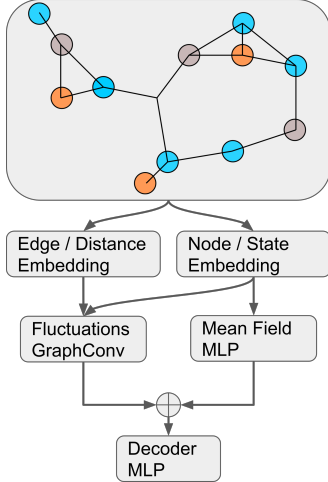 Edge / Distance
Embedding
Node / State
Embedding
Fluctuations
GraphConv
Mean Field
MLP
Decoder
MLP